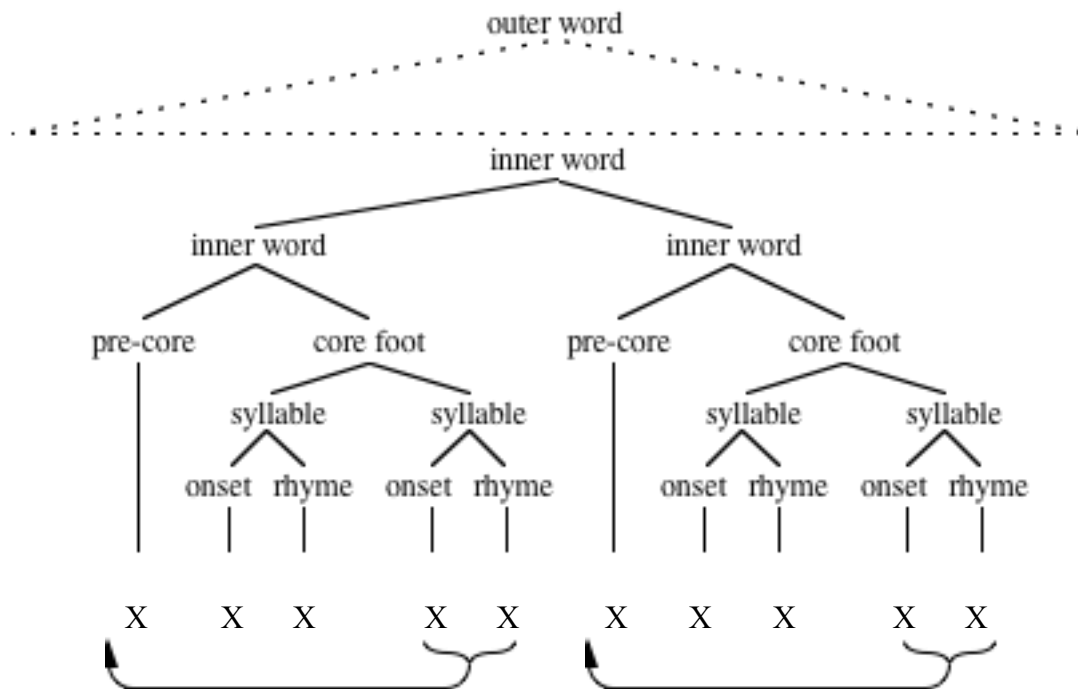 outer word
inner word
inner word inner word
pre-core core foot pre-core core foot
syllable syllable syllable syllable
onset rhyme onset rhyme onset rhyme onset rhyme
X X X X X X X X X X